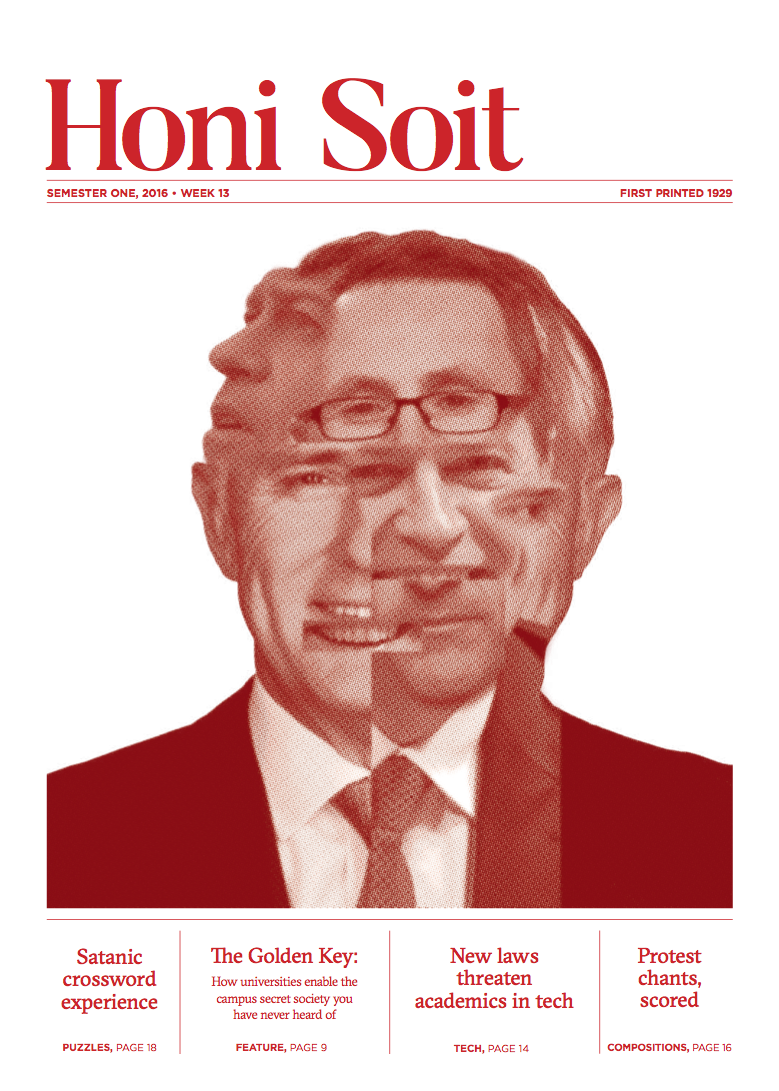 Honi Soit
SEMESTER ONE, 2016 • WEEK 13
FIRST PRINTED 1929
Satanic
crossword
experience
PUZZLES, PAGE 18
The Golden Key:
How universities enable the
campus secret society you
have never heard of
FEATURE, PAGE 9
New laws
threaten
academics in tech
TECH, PAGE 14
Protest
chants,
scored
COMPOSITIONS, PAGE 16